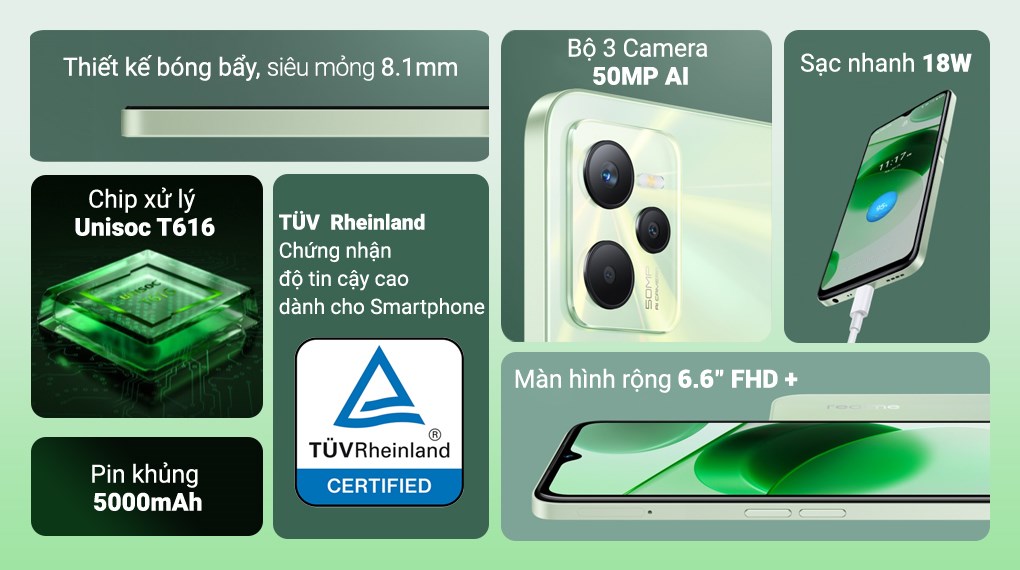 Thiết kế bóng bẩy, siêu mỏng 8.1mm
Bộ 3 Camera
50MP AI
50MP
AI CAMERA
Sạc nhanh 18W
11:17
Chip xử lý
Unisoc T616
TÜV Rheinland
Chứng nhận
độ tin cậy cao
dành cho Smartphone
TÜVRheinland®
CERTIFIED
Màn hình rộng 6.6" FHD +
realme
Pin khủng
5000mAh